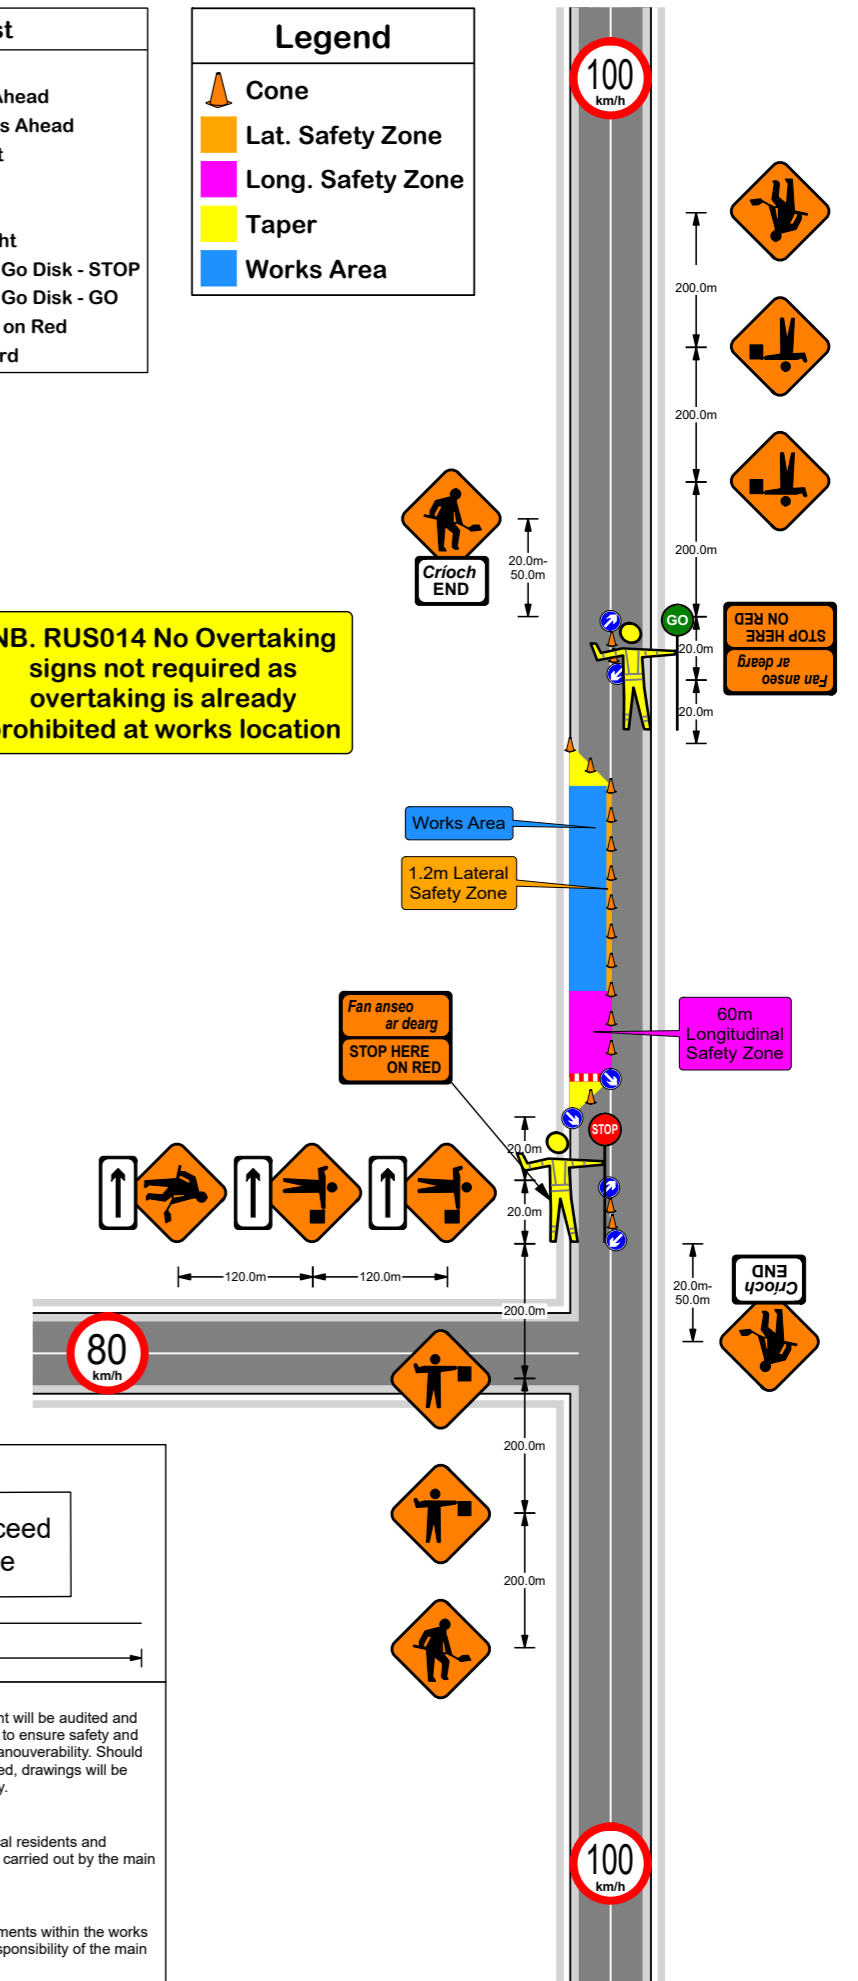 st
Ahead
s Ahead
t
ht
Go Disk - STOP
Go Disk - GO
on Red
rd
Legend
Cone
Lat. Safety Zone
Long. Safety Zone
Taper
Works Area
100
km/h
200.0m
200.0m
200.0m
Críoch
END
20.0m-
50.0m
NB. RUS014 No Overtaking
signs not required as
overtaking is already
prohibited at works location
GO
20.0m
20.0m
STOP HERE
ON RED
Fan anseo
ar dearg
Works Area
1.2m Lateral
Safety Zone
Fan anseo
ar dearg
STOP HERE
ON RED
60m
Longitudinal
Safety Zone
STOP
20.0m
20.0m
120.0m
120.0m
200.0m
20.0m-
50.0m
Críoch
END
80
km/h
200.0m
200.0m
ceed
e
nt will be audited and
to ensure safety and
anouverability. Should
ed, drawings will be
y.
al residents and
carried out by the main
ments within the works
sponsibility of the main
100
km/h